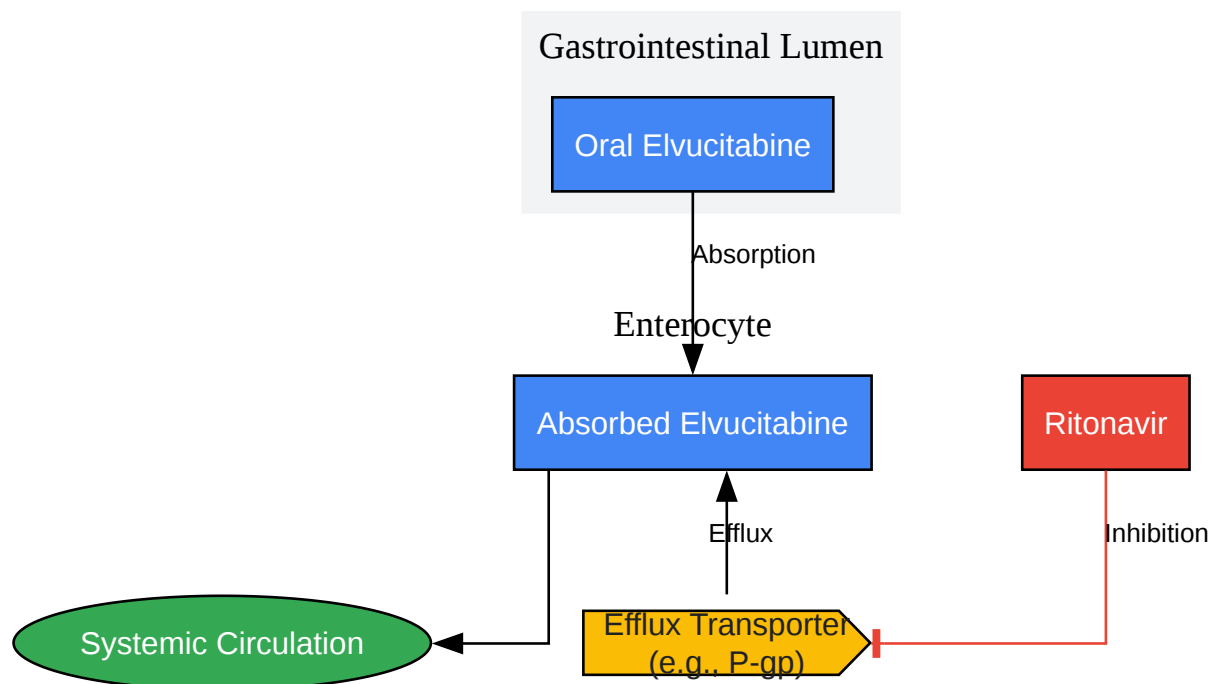 Gastrointestinal Lumen
Oral Elvucitabine
Absorption
Enterocyte
Absorbed Elvucitabine
Ritonavir
Efflux
Inhibition
Systemic Circulation
Efflux Transporter
(e.g., P-gp)